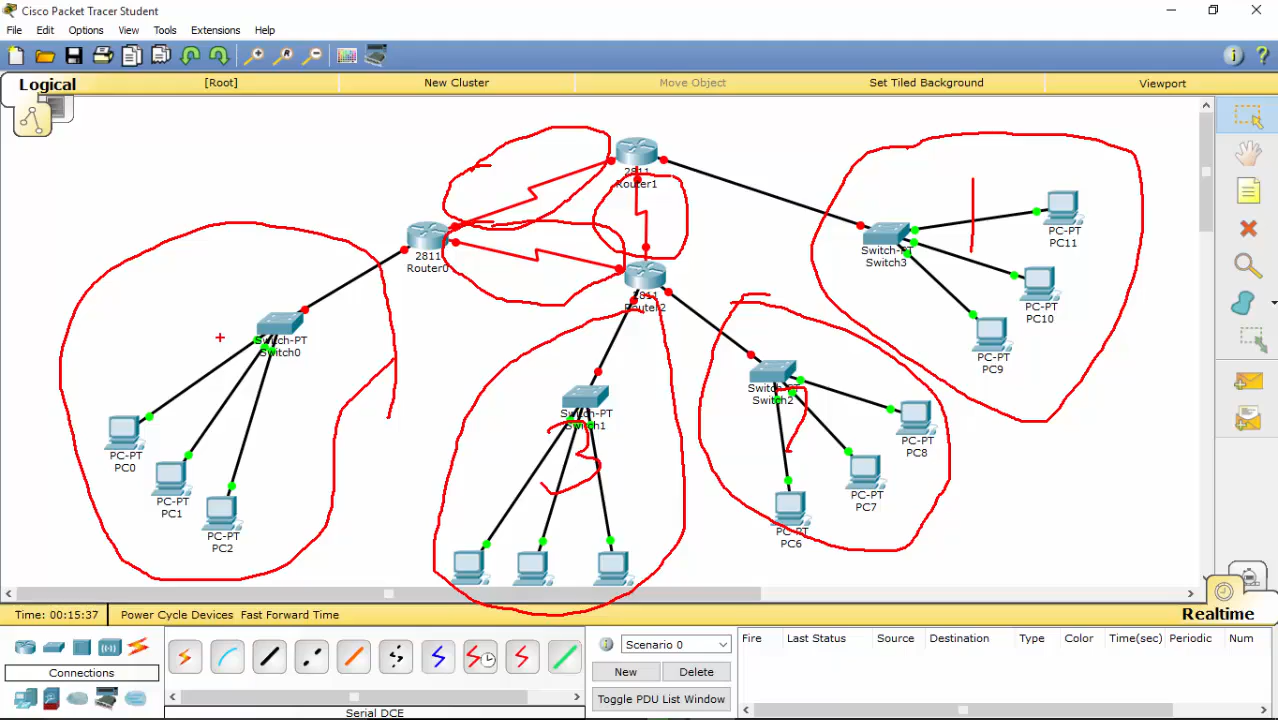 Cisco Packet Tracer Student
File Edit Options View Tools Extensions Help
Logical [Root] New Cluster Move Object Set Tiled Background Viewport
2811
Router1
2811
Router0
2811
Router2
Switch-PT
Switch3
PC-PT
PC11
PC-PT
PC10
PC-PT
PC9
Switch-PT
Switch0
PC-PT
PC0
PC-PT
PC1
PC-PT
PC2
Switch-PT
Switch1
Switch-PT
Switch2
PC-PT
PC8
PC-PT
PC7
PC-PT
PC6
Time: 00:15:37 Power Cycle Devices Fast Forward Time Realtime
Connections
Serial DCE
Scenario 0
New Delete
Toggle PDU List Window
Fire Last Status Source Destination Type Color Time(sec) Periodic Num